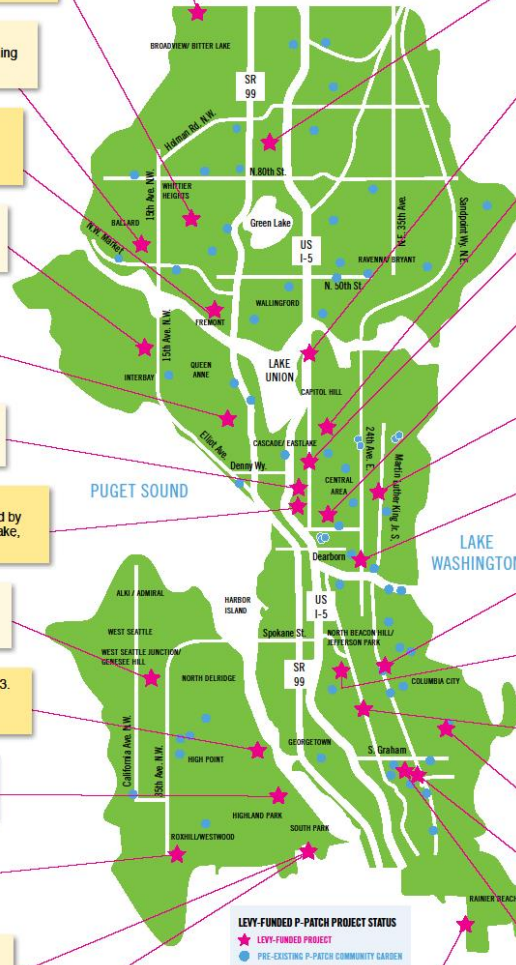 BROADVIEW/ BITTER LAKE
ing
SR
99
Holman Rd. N.W.
N.80th St.
15th Ave. N.W.
WHITTIER
HEIGHTS
Green Lake
N.E. 35th Ave.
Sandpoint Wy. N.E.
BALLARD
N.W. Market
US
I-5
RAVENNA/ BRYANT
N. 50th St
WALLINGFORD
FREMONT
15th Ave. N.W.
INTERBAY
QUEEN
ANNE
LAKE
UNION
CAPITOL HILL
Elliot Ave.
CASCADE/ EASTLAKE
24th Ave. E.
Denny Wy.
CENTRAL
AREA
Martin Luther King Jr. S.
PUGET SOUND
d by
ake,
Dearborn
LAKE
WASHINGTON
ALKI / ADMIRAL
HARBOR
ISLAND
US
I-5
WEST SEATTLE
Spokane St.
NORTH BEACON HILL/
JEFFERSON PARK
WEST SEATTLE JUNCTION/
GENESEE HILL
SR
99
NORTH DELRIDGE
COLUMBIA CITY
3.
California Ave. N.W.
35th Ave. N.W.
GEORGETOWN
S. Graham
HIGH POINT
HIGHLAND PARK
SOUTH PARK
ROXHILL/WESTWOOD
RAINIER BEACH
LEVY-FUNDED P-PATCH PROJECT STATUS
LEVY-FUNDED PROJECT
PRE-EXISTING P-PATCH COMMUNITY GARDEN